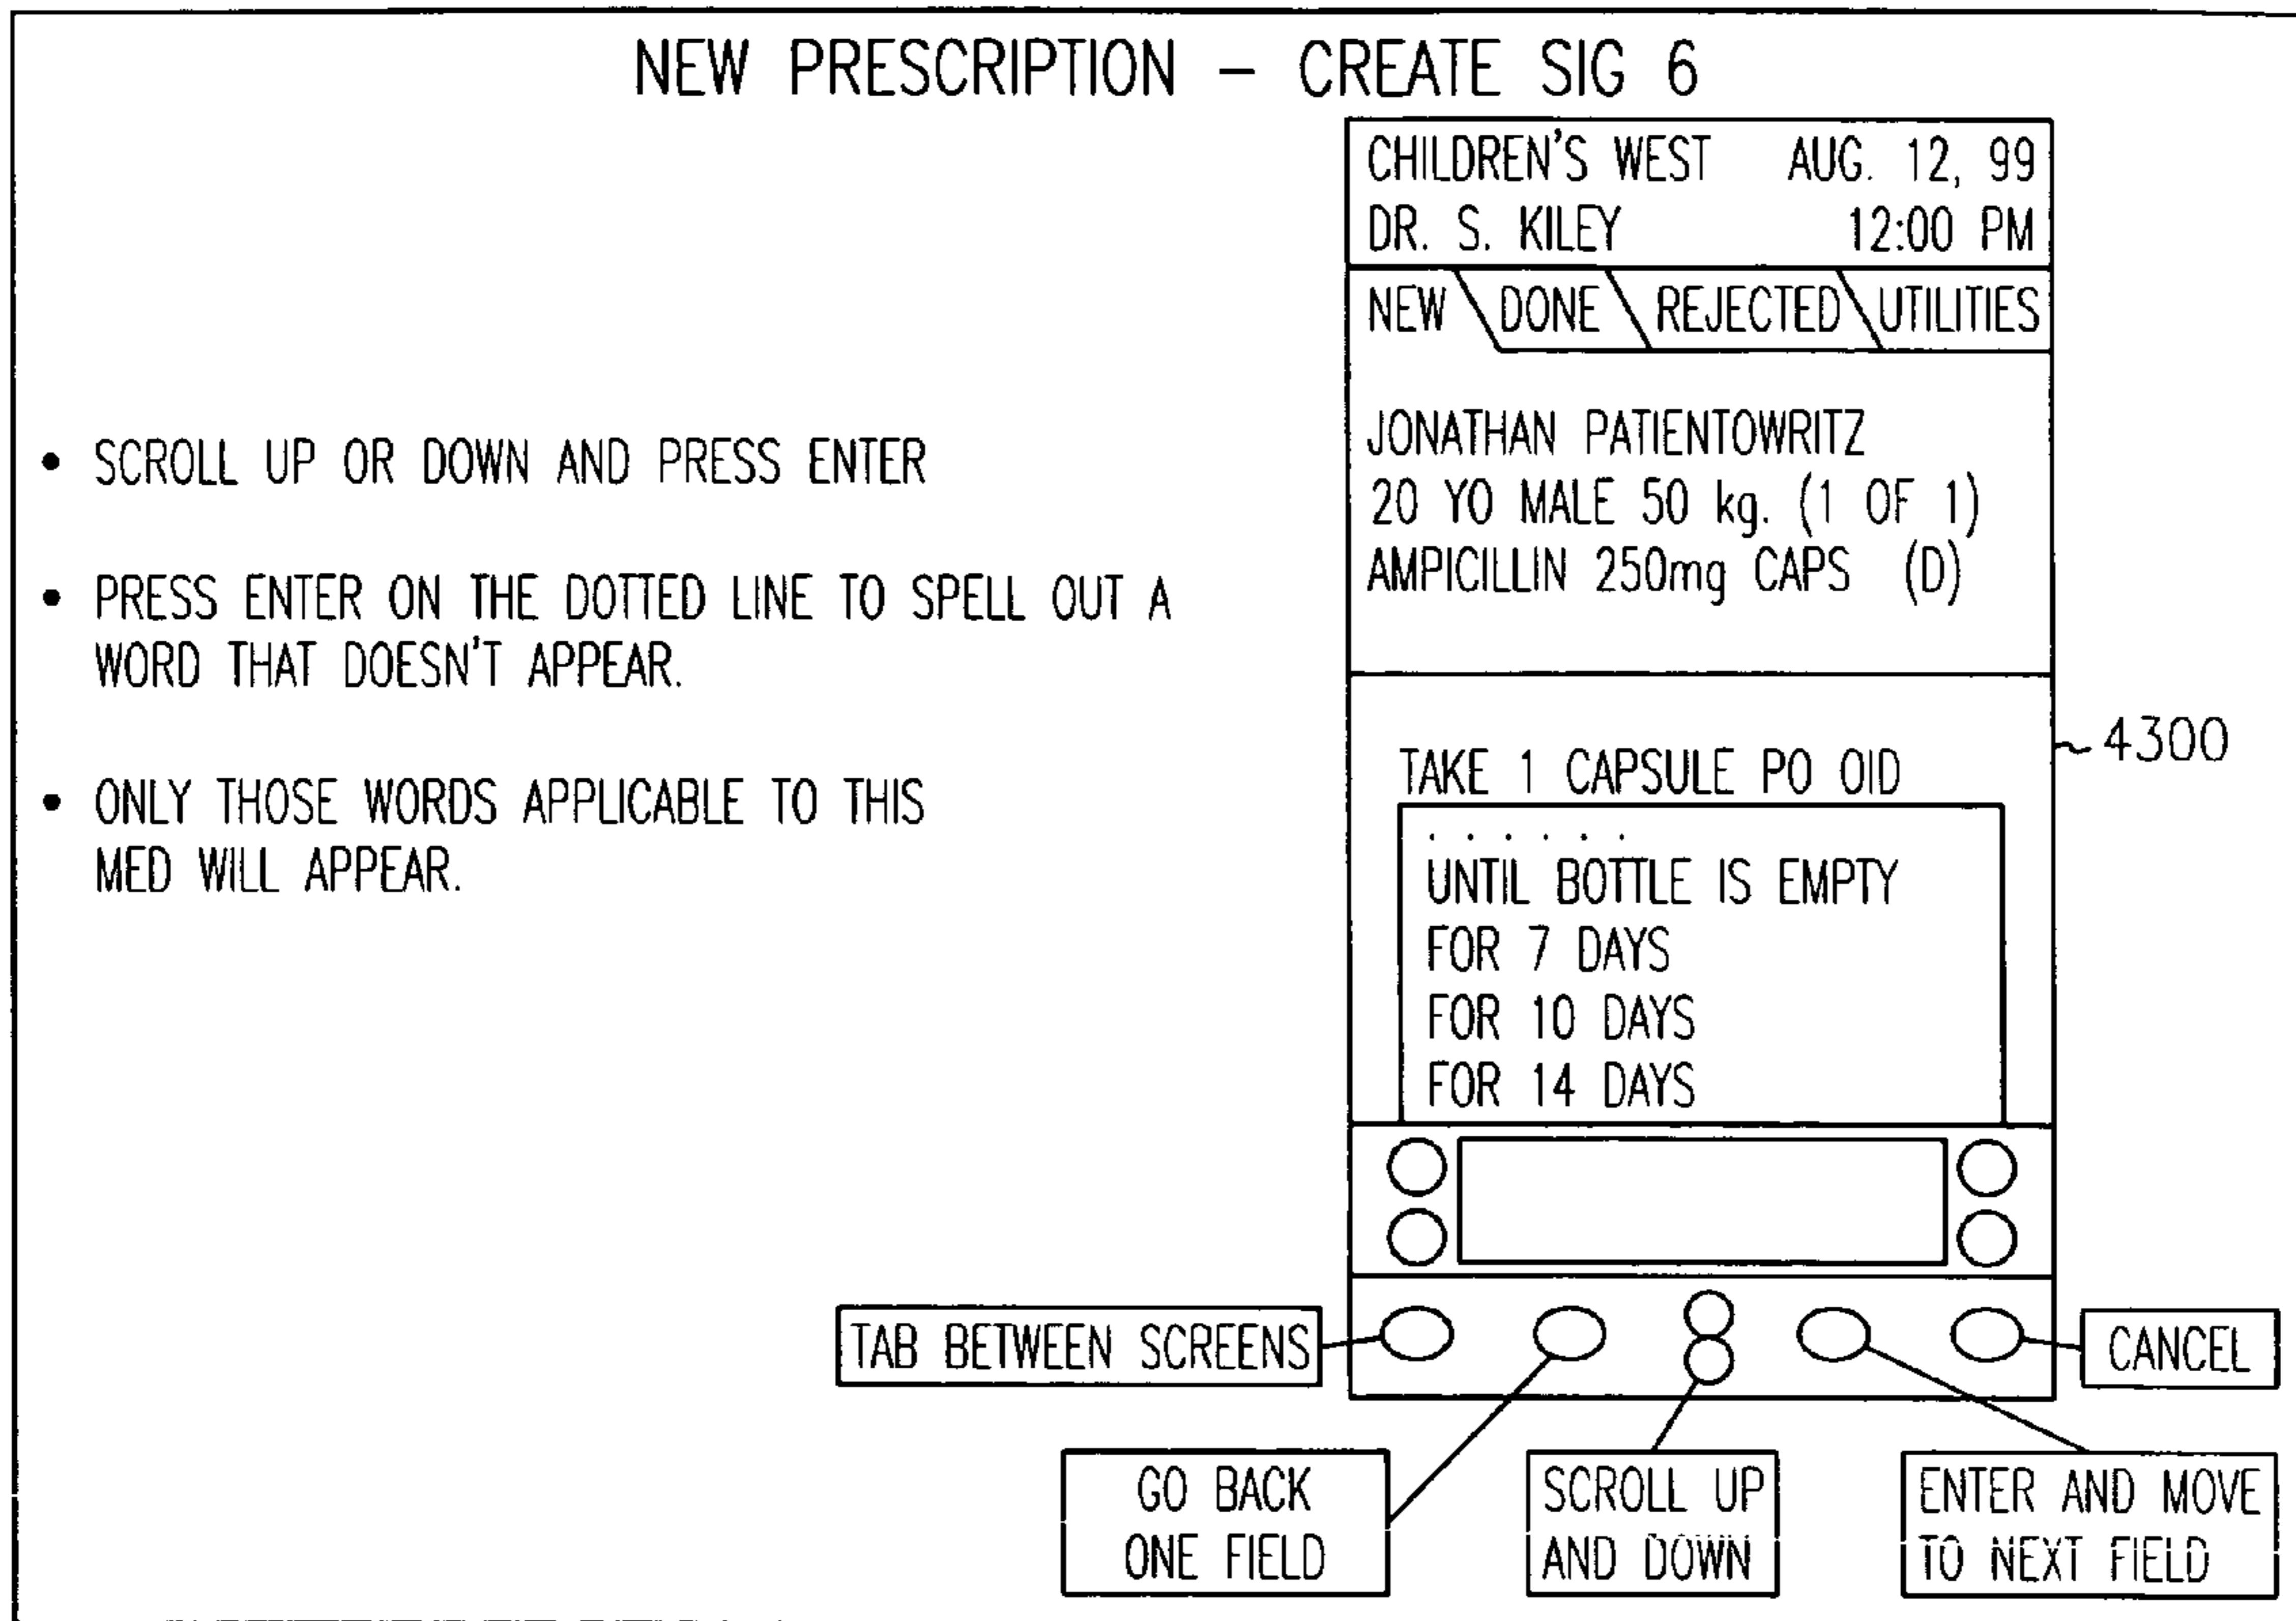 NEW PRESCRIPTION – CREATE SIG 6
CHILDREN'S WEST AUG. 12, 99
DR. S. KILEY 12:00 PM
NEW DONE REJECTED UTILITIES
JONATHAN PATIENTOWRITZ
20 YO MALE 50 kg. (1 OF 1)
AMPICILLIN 250mg CAPS (D)
• SCROLL UP OR DOWN AND PRESS ENTER
• PRESS ENTER ON THE DOTTED LINE TO SPELL OUT A
WORD THAT DOESN'T APPEAR.
• ONLY THOSE WORDS APPLICABLE TO THIS
MED WILL APPEAR.
4300
TAKE 1 CAPSULE PO OID
. . . . . .
UNTIL BOTTLE IS EMPTY
FOR 7 DAYS
FOR 10 DAYS
FOR 14 DAYS
TAB BETWEEN SCREENS
CANCEL
GO BACK
ONE FIELD
SCROLL UP
AND DOWN
ENTER AND MOVE
TO NEXT FIELD